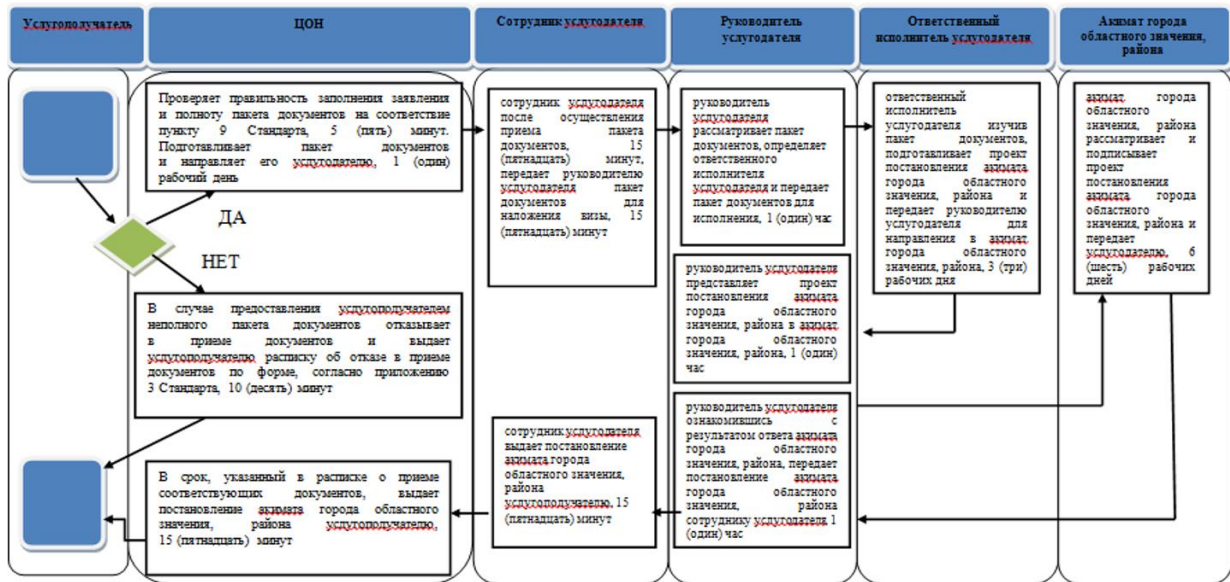 Услугополучатель
ЦОН
Сотрудник услугодателя
Руководитель
услугодателя
Ответственный
исполнитель услугодателя
Акимат города
областного значения,
района
Проверяет правильность заполнения заявления
и полноту пакета документов на соответствие
пункту 9 Стандарта, 5 (пять) минут.
Подготавливает пакет документов
и направляет его услугодателю, 1 (один)
рабочий день
ДА
НЕТ
В случае предоставления услугополучателем
неполного пакета документов отказывает
в приеме документов и выдает
услугополучателю расписку об отказе в приеме
документов по форме, согласно приложению
3 Стандарта, 10 (десять) минут
В срок, указанный в расписке о приеме
соответствующих документов, выдает
постановление акимата города областного
значения, района услугополучателю,
15 (пятнадцать) минут
сотрудник услугодателя
после осуществления
приема пакета
документов, 15
(пятнадцать) минут,
передает руководителю
услугодателя пакет
документов для
наложения визы, 15
(пятнадцать) минут
сотрудник услугодателя
выдает постановление
акимата города
областного значения,
района
услугополучателю, 15
(пятнадцать) минут
руководитель
услугодателя
рассматривает пакет
документов, определяет
ответственного
исполнителя
услугодателя и передает
пакет документов для
исполнения, 1 (один) час
руководитель услугодателя
представляет проект
постановления акимата
города областного
значения, района в акимат
города областного
значения, района, 1 (один)
час
руководитель услугодателя
ознакомившись с
результатом ответа акимата
города областного
значения, района, передает
постановление акимата
города областного
значения, района
сотруднику услугодателя 1
(один) час
ответственный
исполнитель
услугодателя изучив
пакет документов,
подготавливает проект
постановления акимата
города областного
значения, района и
передает руководителю
услугодателя для
направления в акимат
города областного
значения, района, 3 (три)
рабочих дня
акимат города
областного
значения, района
рассматривает и
подписывает
проект
постановления
акимата города
областного
значения, района и
передает
услугодателю, 6
(шесть) рабочих
дней